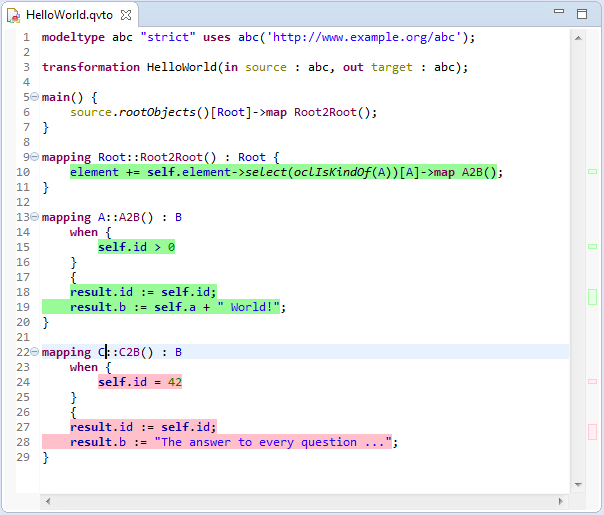 HelloWorld.qvto
1 modeltype abc "strict" uses abc('http://www.example.org/abc');
2
3 transformation HelloWorld(in source : abc, out target : abc);
4
5 main() {
6     source.rootObjects()[Root]->map Root2Root();
7 }
8
9 mapping Root::Root2Root() : Root {
10     element += self.element->select(oclIsKindOf(A))[A]->map A2B();
11 }
12
13 mapping A::A2B() : B
14     when {
15         self.id > 0
16     }
17     {
18     result.id := self.id;
19     result.b := self.a + " World!";
20 }
21
22 mapping C::C2B() : B
23     when {
24         self.id = 42
25     }
26     {
27     result.id := self.id;
28     result.b := "The answer to every question ...";
29 }